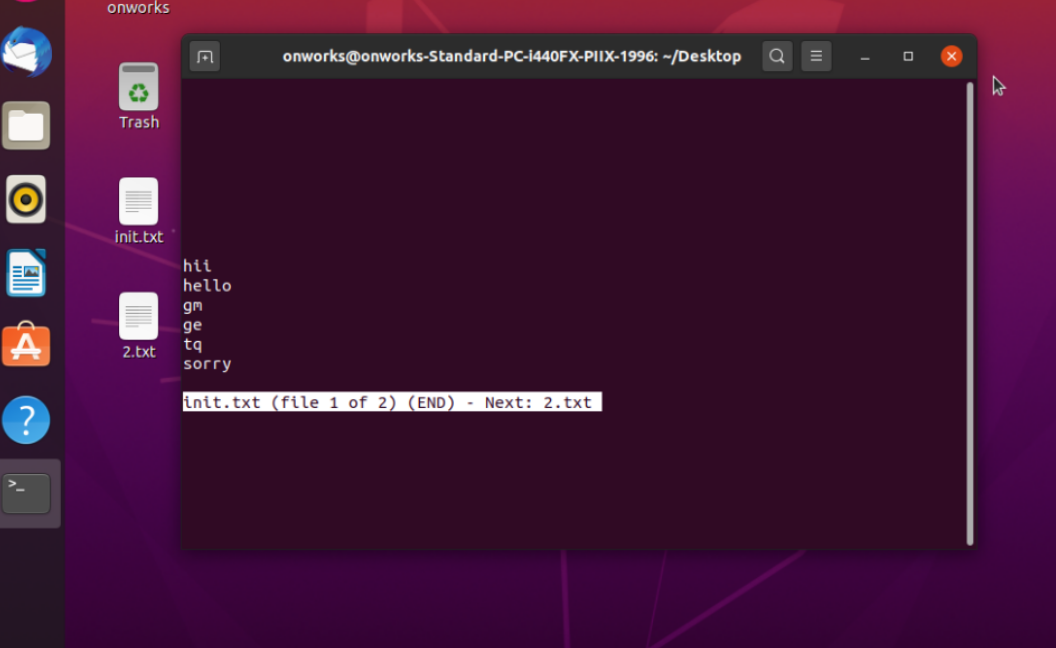 onworks
Trash
init.txt
2.txt
onworks@onworks-Standard-PC-i440FX-PIIX-1996: ~/Desktop
hii
hello
gm
ge
tq
sorry
init.txt (file 1 of 2) (END) - Next: 2.txt